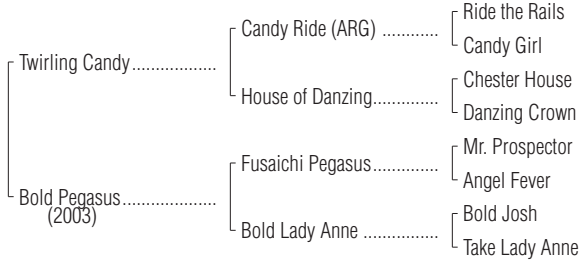 Ride the Rails
Candy Ride (ARG) ............
Candy Girl
Twirling Candy..................
Chester House
House of Danzing..............
Danzing Crown
Mr. Prospector
Fusaichi Pegasus..............
Angel Fever
Bold Pegasus....................
(2003)
Bold Josh
Bold Lady Anne ................
Take Lady Anne